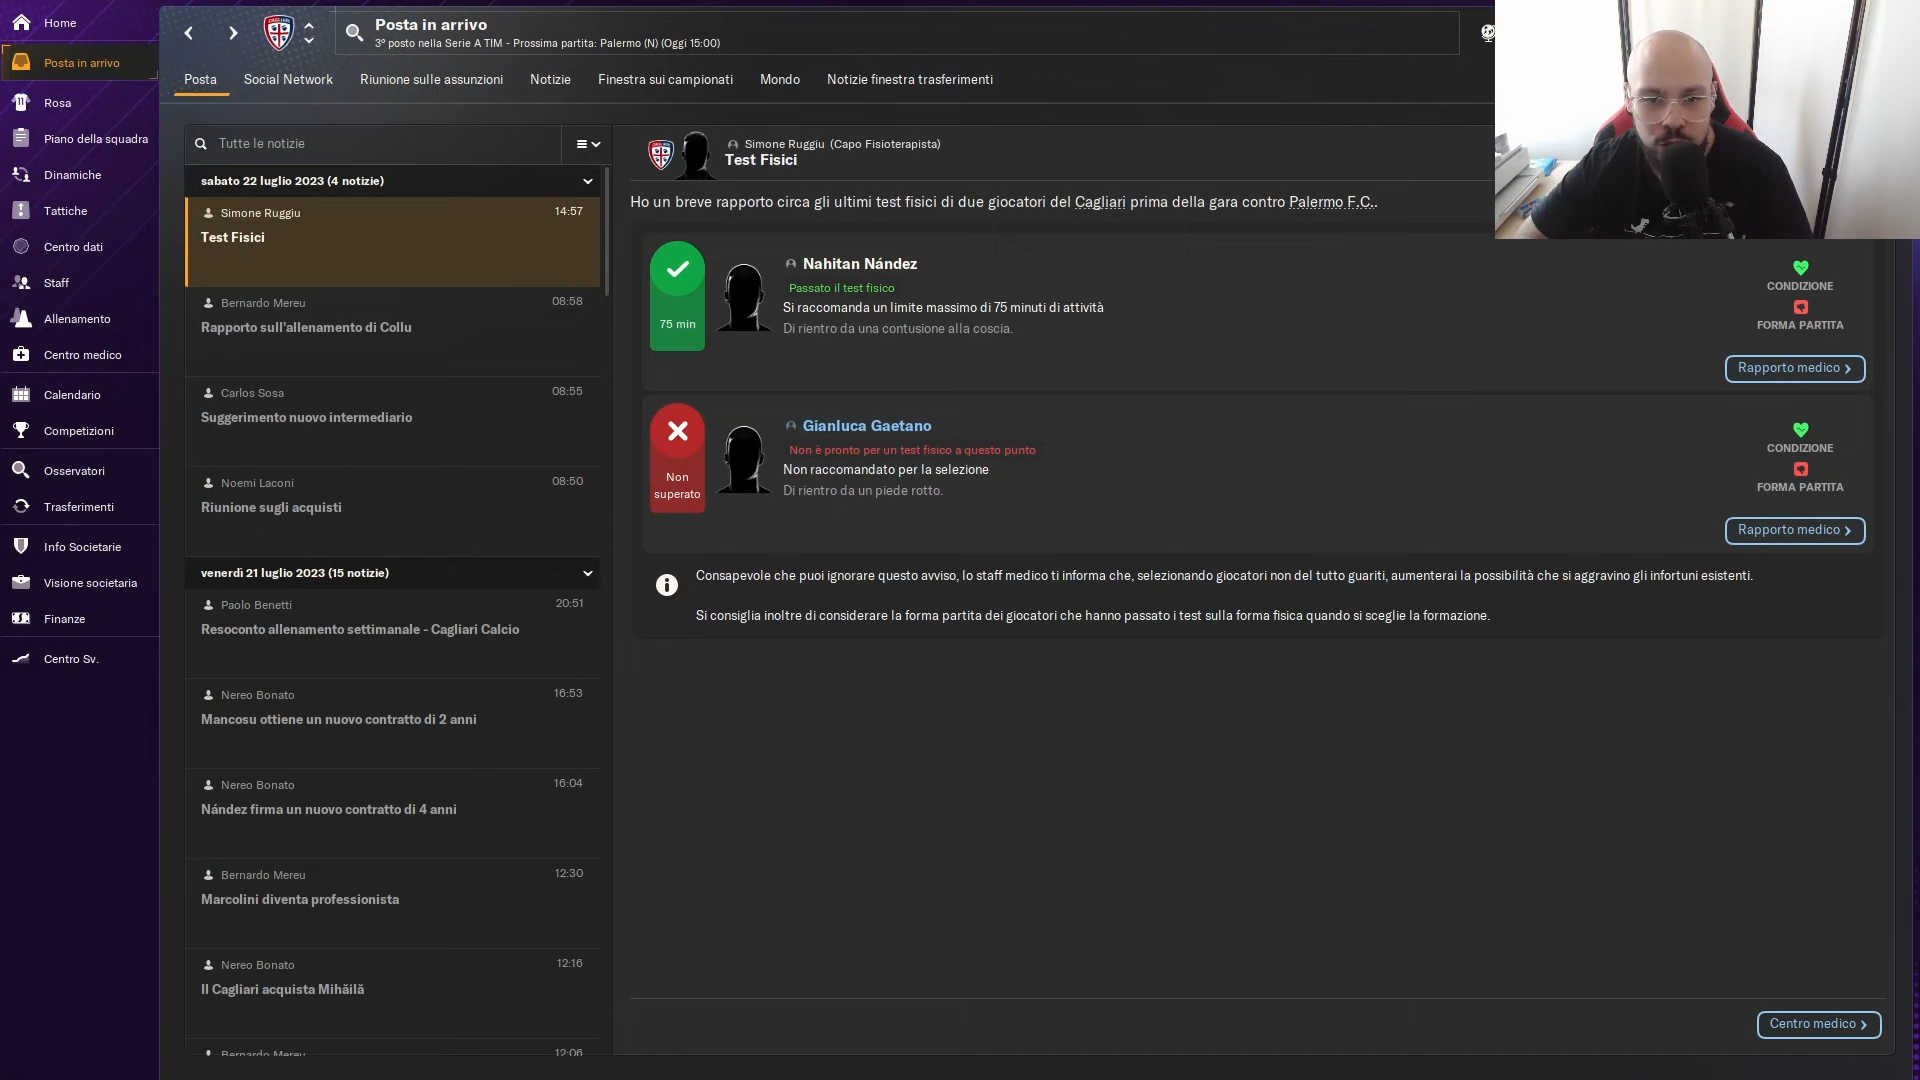 Home
Posta in arrivo
Rosa
Piano della squadra
Dinamiche
Tattiche
Centro dati
Staff
Allenamento
Centro medico
Calendario
Competizioni
Osservatori
Trasferimenti
Info Societarie
Visione societaria
Finanze
Centro Sv.
Posta in arrivo
3° posto nella Serie A TIM - Prossima partita: Palermo (N) (Oggi 15:00)
Posta Social Network Riunione sulle assunzioni Notizie Finestra sui campionati Mondo Notizie finestra trasferimenti
Tutte le notizie
sabato 22 luglio 2023 (4 notizie)
Simone Ruggiu 14:57
Test Fisici
Bernardo Mereu 08:58
Rapporto sull'allenamento di Collu
Carlos Sosa 08:55
Suggerimento nuovo intermediario
Noemi Laconi 08:50
Riunione sugli acquisti
venerdì 21 luglio 2023 (15 notizie)
Paolo Benetti 20:51
Resoconto allenamento settimanale - Cagliari Calcio
Nereo Bonato 16:53
Mancosu ottiene un nuovo contratto di 2 anni
Nereo Bonato 16:04
Nández firma un nuovo contratto di 4 anni
Bernardo Mereu 12:30
Marcolini diventa professionista
Nereo Bonato 12:16
Il Cagliari acquista Mihăilă
Bernardo Mereu 12:06
Simone Ruggiu (Capo Fisioterapista)
Test Fisici
Ho un breve rapporto circa gli ultimi test fisici di due giocatori del Cagliari prima della gara contro Palermo F.C..
75 min
Nahitan Nández
Passato il test fisico
Si raccomanda un limite massimo di 75 minuti di attività
Di rientro da una contusione alla coscia.
CONDIZIONE
FORMA PARTITA
Rapporto medico
Non
superato
Gianluca Gaetano
Non è pronto per un test fisico a questo punto
Non raccomandato per la selezione
Di rientro da un piede rotto.
CONDIZIONE
FORMA PARTITA
Rapporto medico
Consapevole che puoi ignorare questo avviso, lo staff medico ti informa che, selezionando giocatori non del tutto guariti, aumenterai la possibilità che si aggravino gli infortuni esistenti.
Si consiglia inoltre di considerare la forma partita dei giocatori che hanno passato i test sulla forma fisica quando si sceglie la formazione.
Centro medico